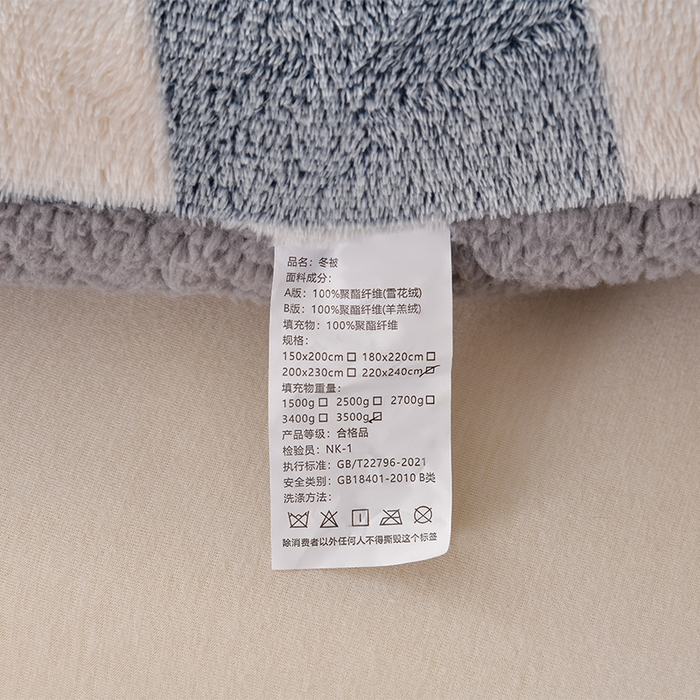 品名：冬被
面料成分：
A版：100%聚酯纤维(雪花绒)
B版：100%聚酯纤维(羊羔绒)
填充物：100%聚酯纤维
规格：
150x200cm☐ 180x220cm☐
200x230cm☐ 220x240cm☑
填充物重量：
1500g☐ 2500g☐ 2700g☐
3400g☐ 3500g☑
产品等级：合格品
检验员：NK-1
执行标准：GB/T22796-2021
安全类别：GB18401-2010 B类
洗涤方法：
除消费者以外任何人不得撕毁这个标签